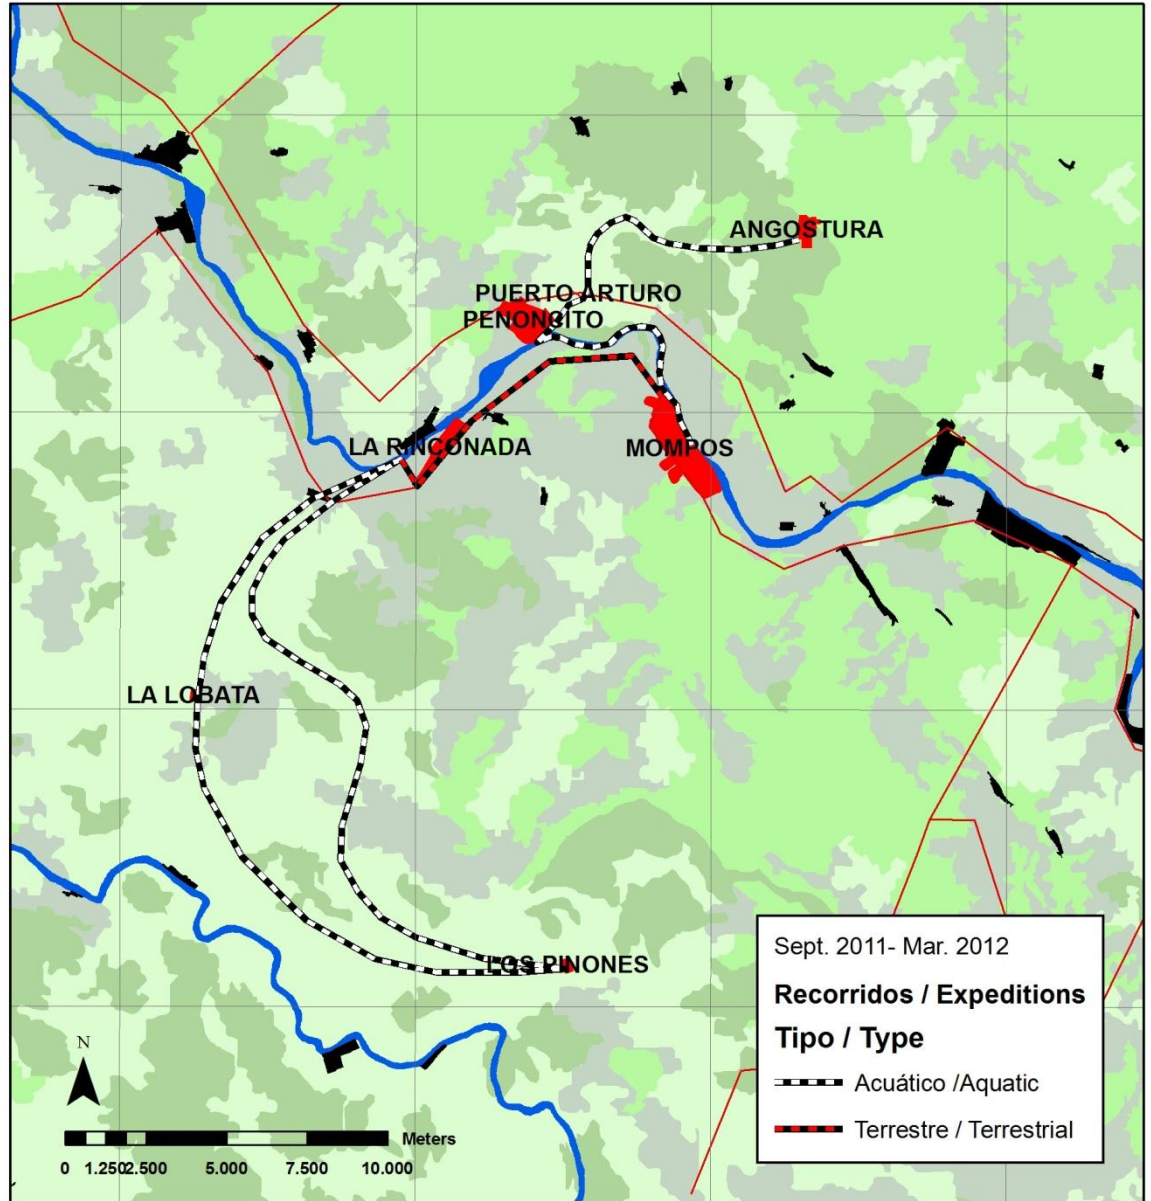 ANGOSTURA
PUERTO ARTURO
PENONCITO
LA RINCONADA
MOMPOS
LA LOBATA
LOS PINONES
Sept. 2011- Mar. 2012
Recorridos / Expeditions
Tipo / Type
Acuático /Aquatic
Terrestre / Terrestrial
N
Meters
0 1.250 2.500 5.000 7.500 10.000